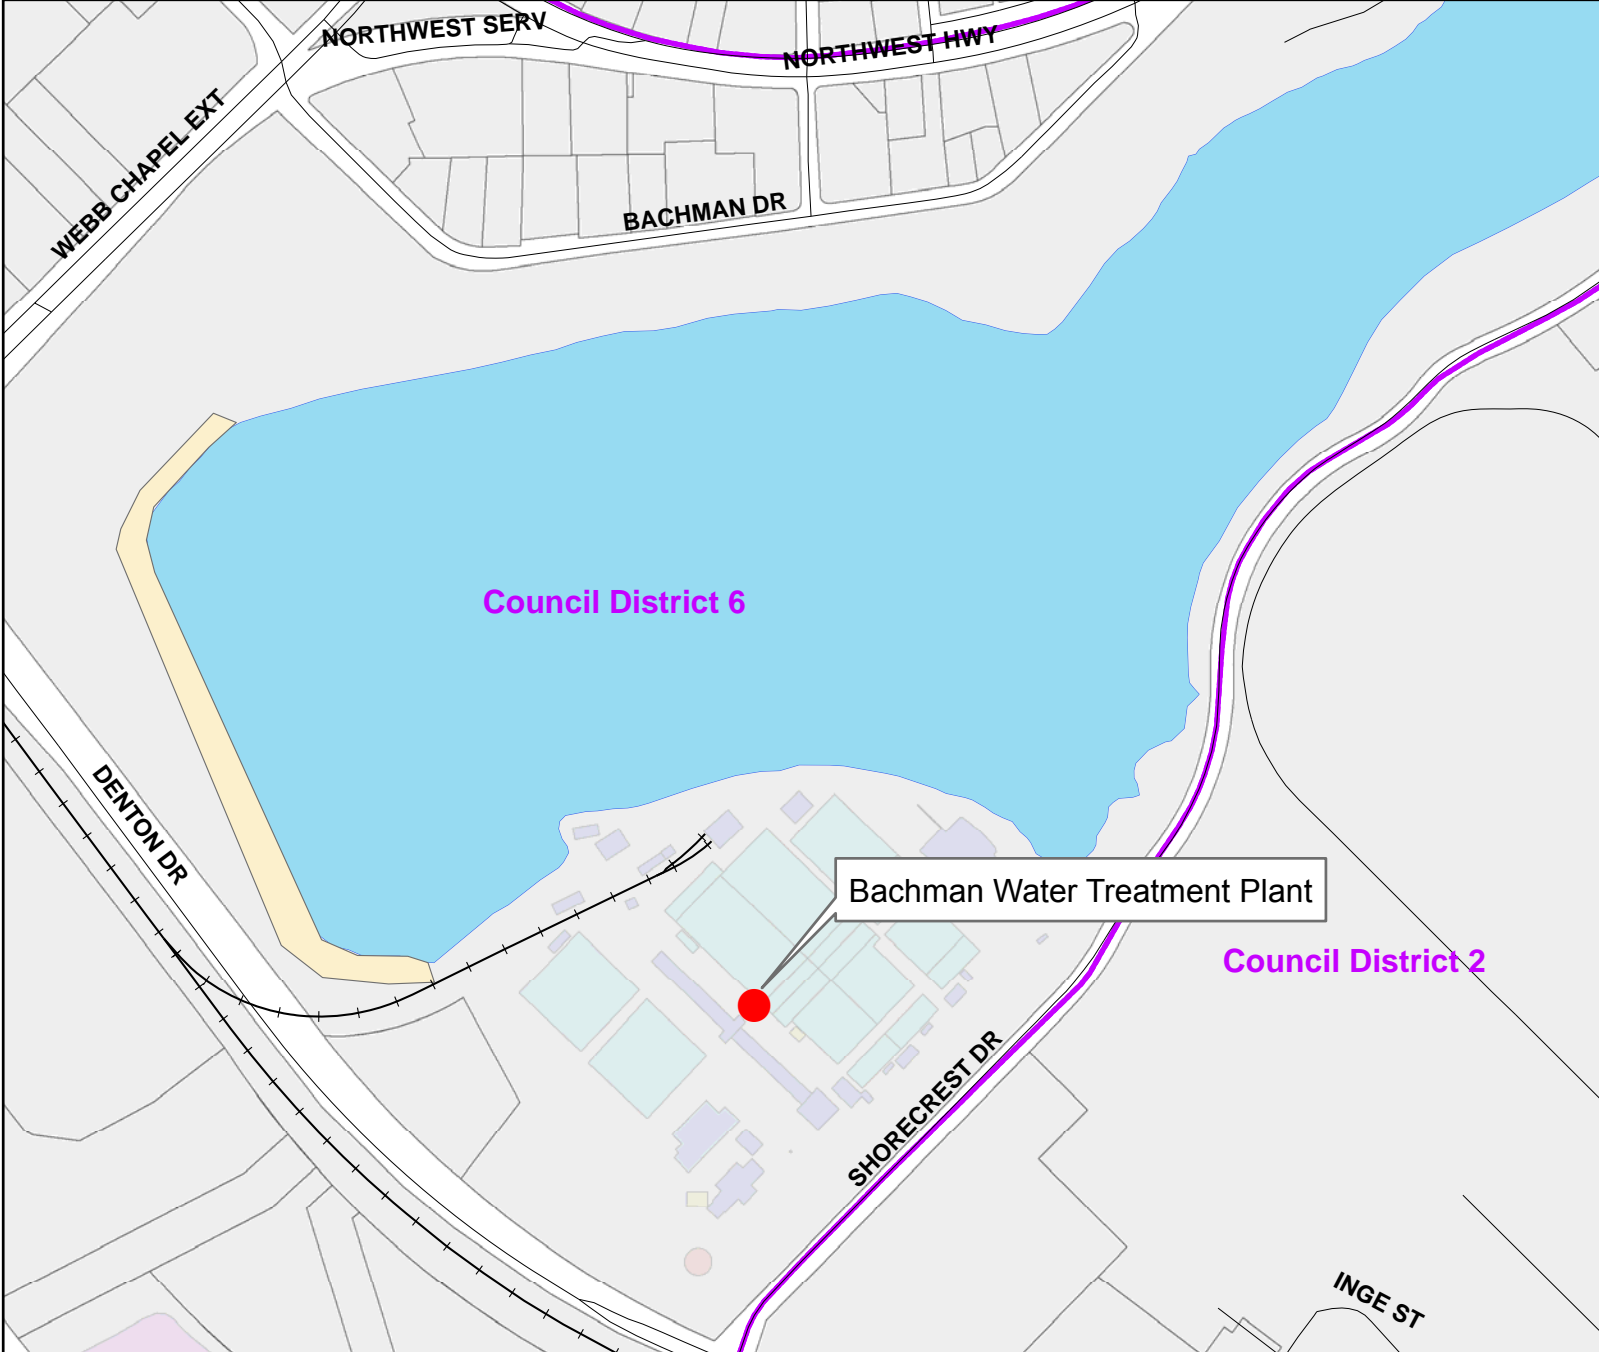 NORTHWEST SERV
NORTHWEST HWY
WEBB CHAPEL EXT
BACHMAN DR
Council District 6
DENTON DR
Bachman Water Treatment Plant
Council District 2
SHORECREST DR
INGE ST